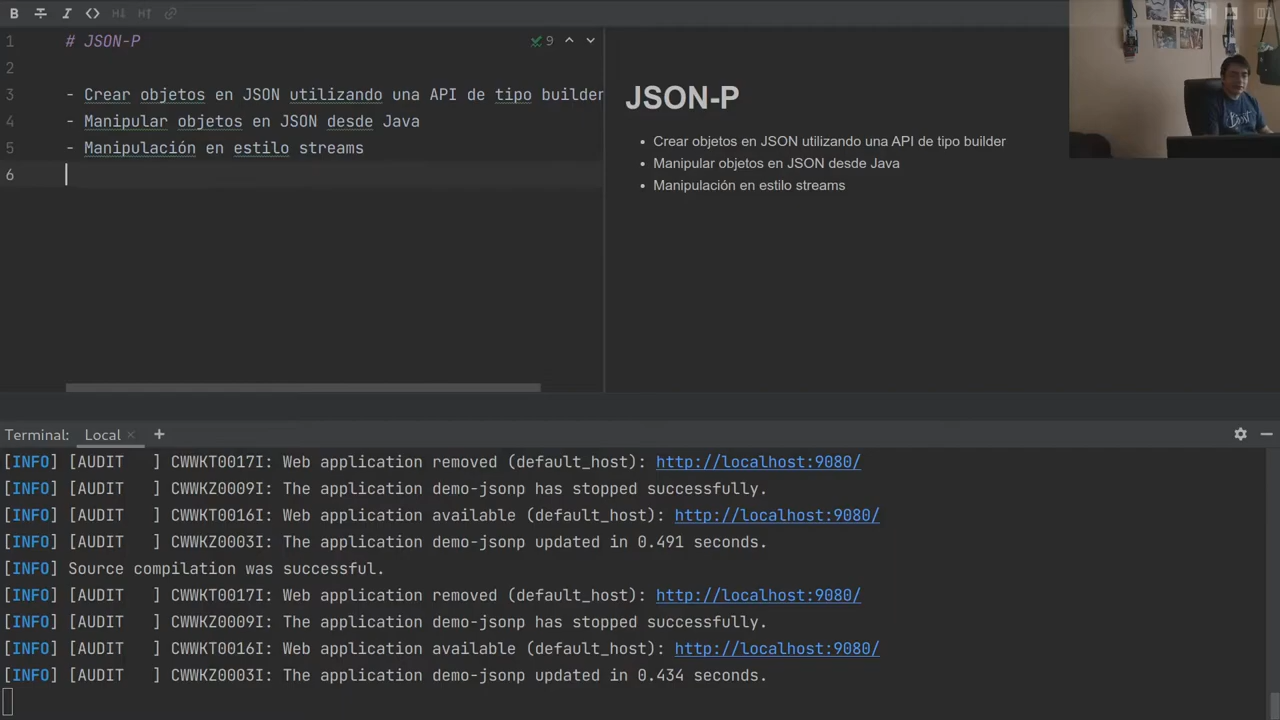 1 # JSON-P
9
2
3 - Crear objetos en JSON utilizando una API de tipo builder
4 - Manipular objetos en JSON desde Java
5 - Manipulación en estilo streams
6
JSON-P
• Crear objetos en JSON utilizando una API de tipo builder
• Manipular objetos en JSON desde Java
• Manipulación en estilo streams
Terminal: Local × +
[INFO] [AUDIT   ] CWWKT0017I: Web application removed (default_host): http://localhost:9080/
[INFO] [AUDIT   ] CWWKZ0009I: The application demo-jsonp has stopped successfully.
[INFO] [AUDIT   ] CWWKT0016I: Web application available (default_host): http://localhost:9080/
[INFO] [AUDIT   ] CWWKZ0003I: The application demo-jsonp updated in 0.491 seconds.
[INFO] Source compilation was successful.
[INFO] [AUDIT   ] CWWKT0017I: Web application removed (default_host): http://localhost:9080/
[INFO] [AUDIT   ] CWWKZ0009I: The application demo-jsonp has stopped successfully.
[INFO] [AUDIT   ] CWWKT0016I: Web application available (default_host): http://localhost:9080/
[INFO] [AUDIT   ] CWWKZ0003I: The application demo-jsonp updated in 0.434 seconds.